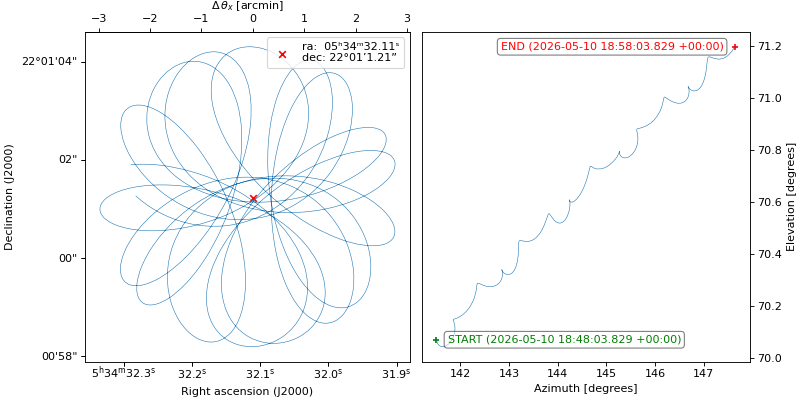 Δθx [arcmin]
−3 −2 −1 0 1 2 3
ra: 05ʰ34ᵐ32.11ˢ
dec: 22°01′1.21″
22°01'04"
02"
00"
00'58"
Declination (J2000)
5ʰ34ᵐ32.3ˢ 32.2ˢ 32.1ˢ 32.0ˢ 31.9ˢ
Right ascension (J2000)
END (2026-05-10 18:58:03.829 +00:00)
START (2026-05-10 18:48:03.829 +00:00)
71.2
71.0
70.8
70.6
70.4
70.2
70.0
Elevation [degrees]
142 143 144 145 146 147
Azimuth [degrees]